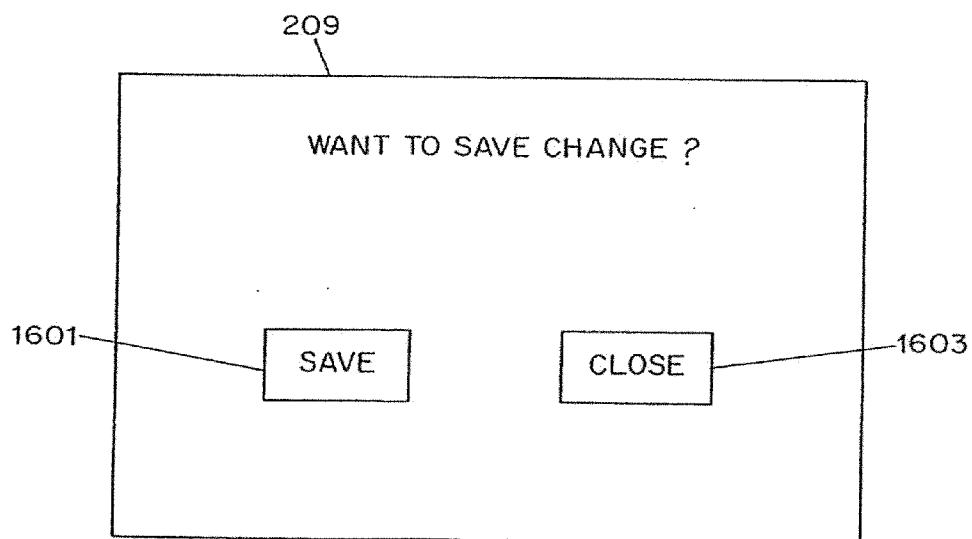 209
WANT TO SAVE CHANGE ?
1601
SAVE
CLOSE
1603